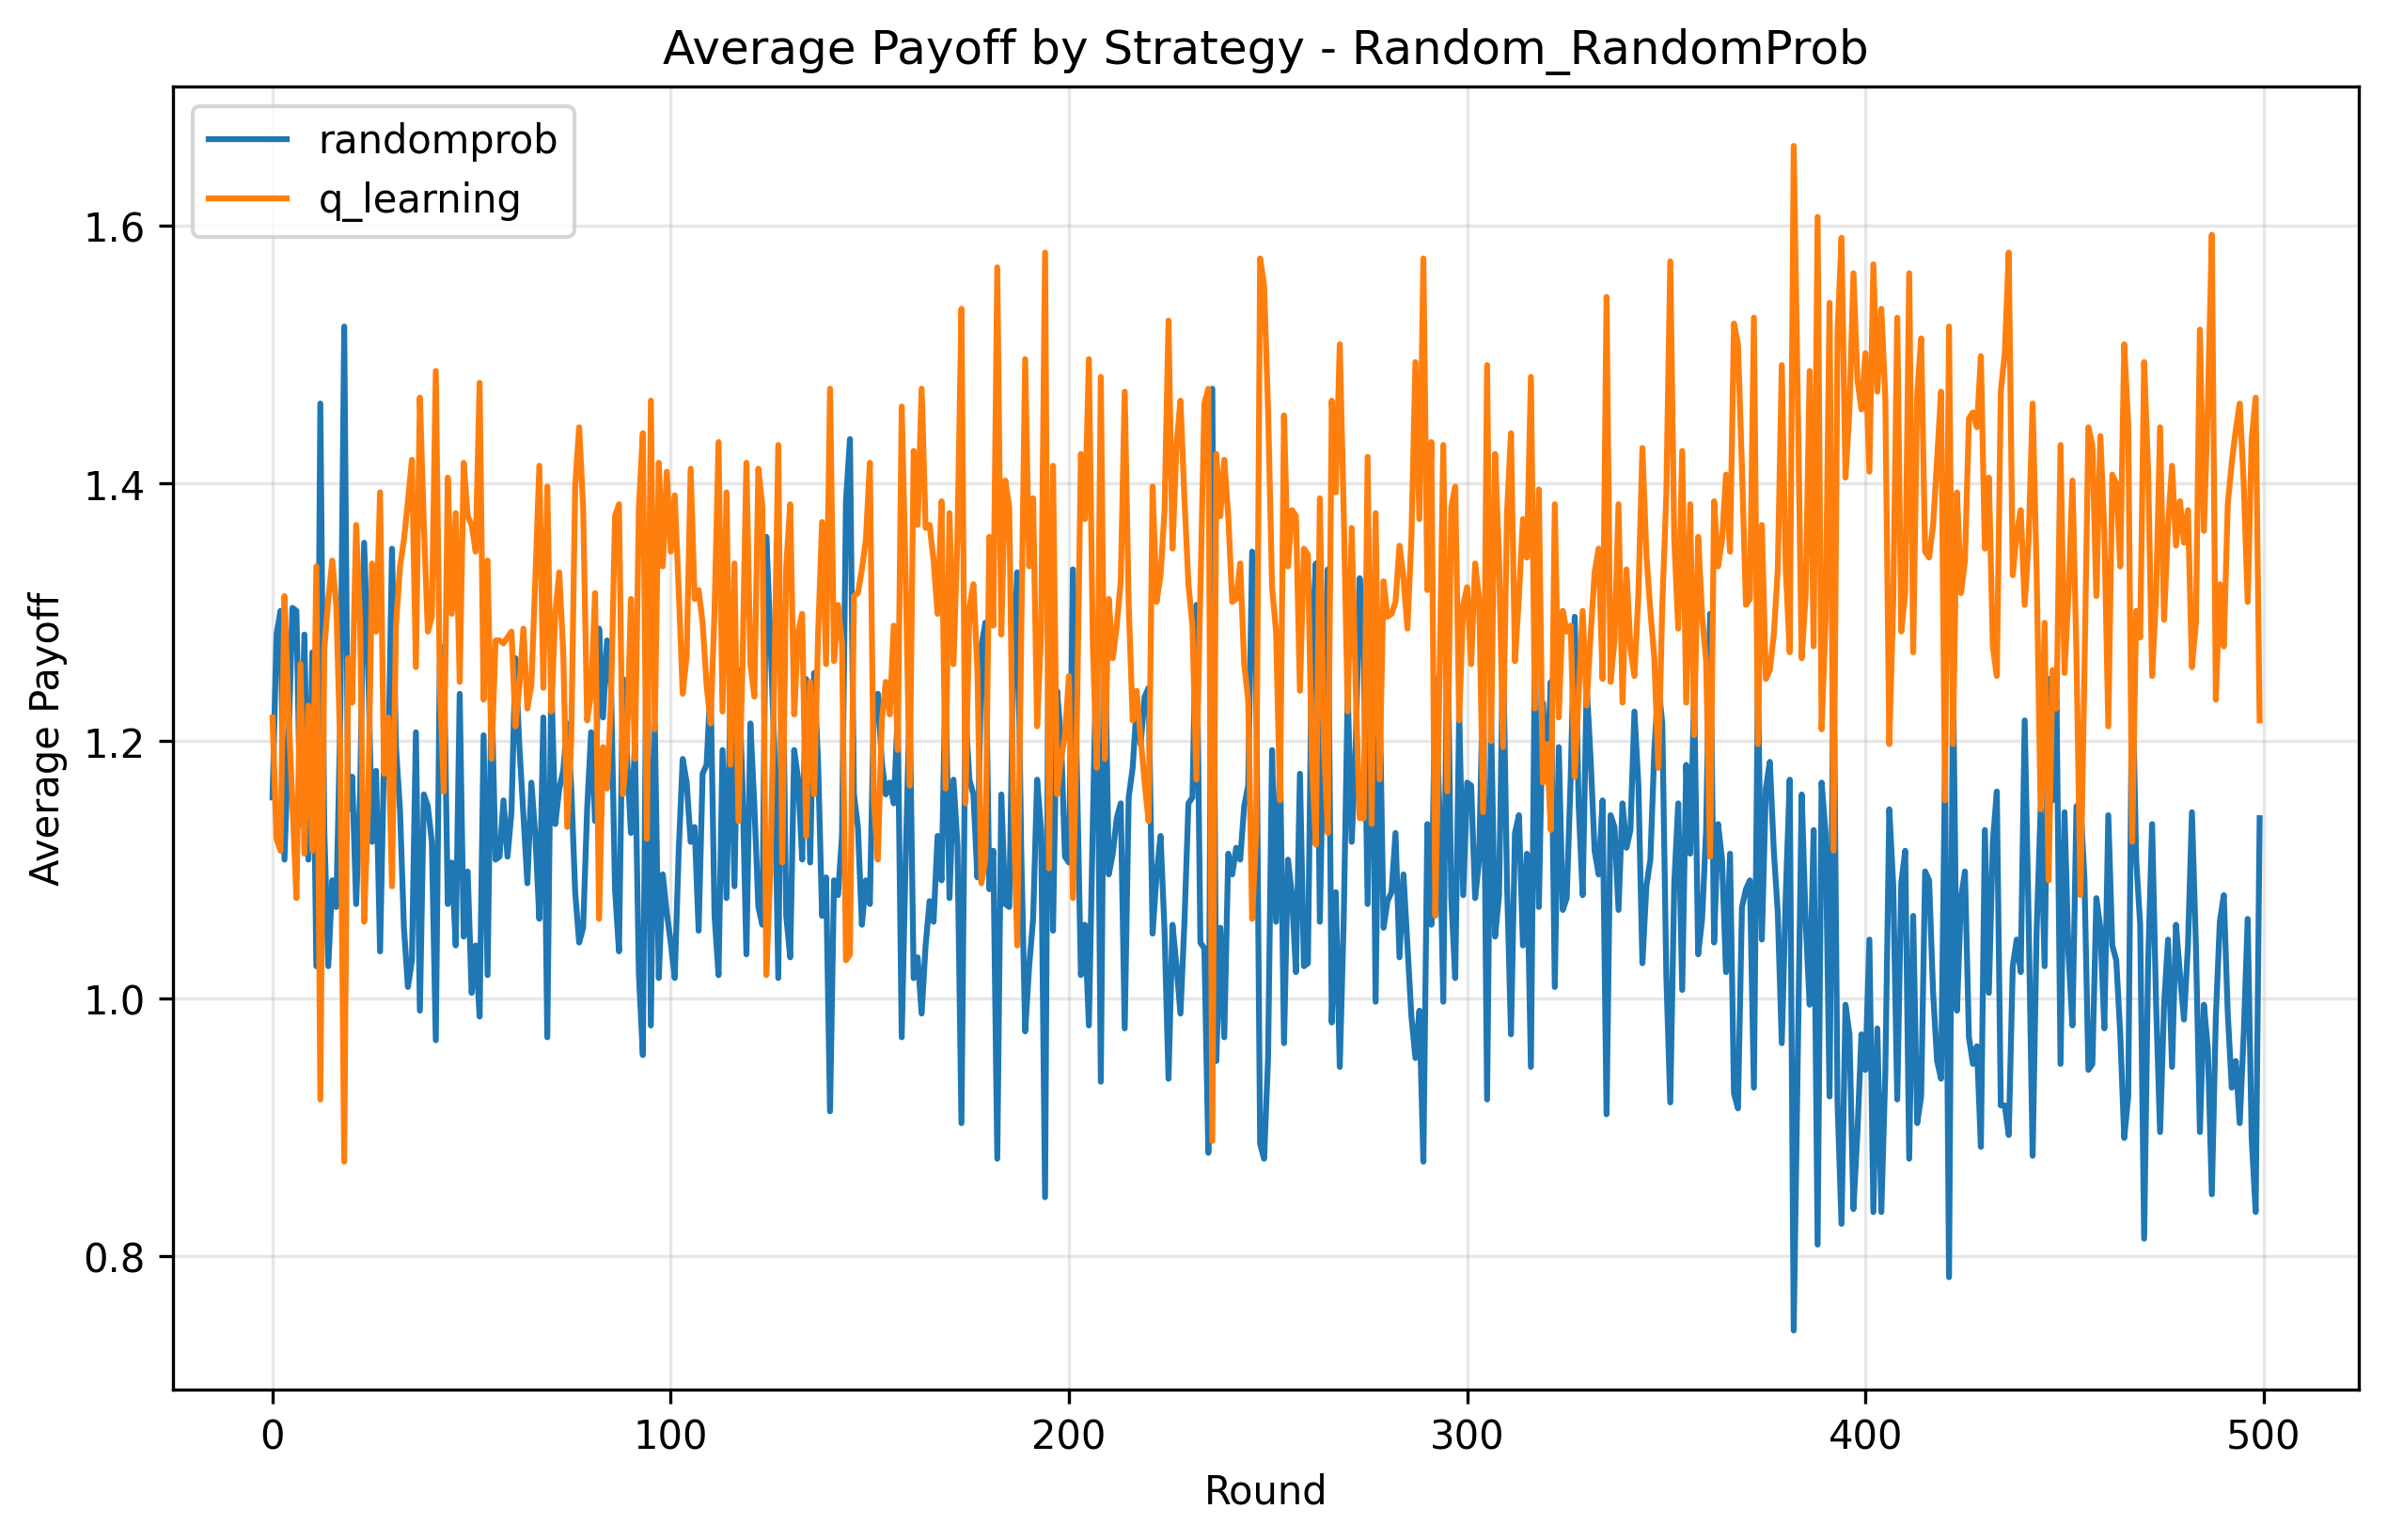 Average Payoff by Strategy - Random_RandomProb
randomprob
q_learning
Average Payoff
1.6
1.4
1.2
1.0
0.8
0 100 200 300 400 500
Round